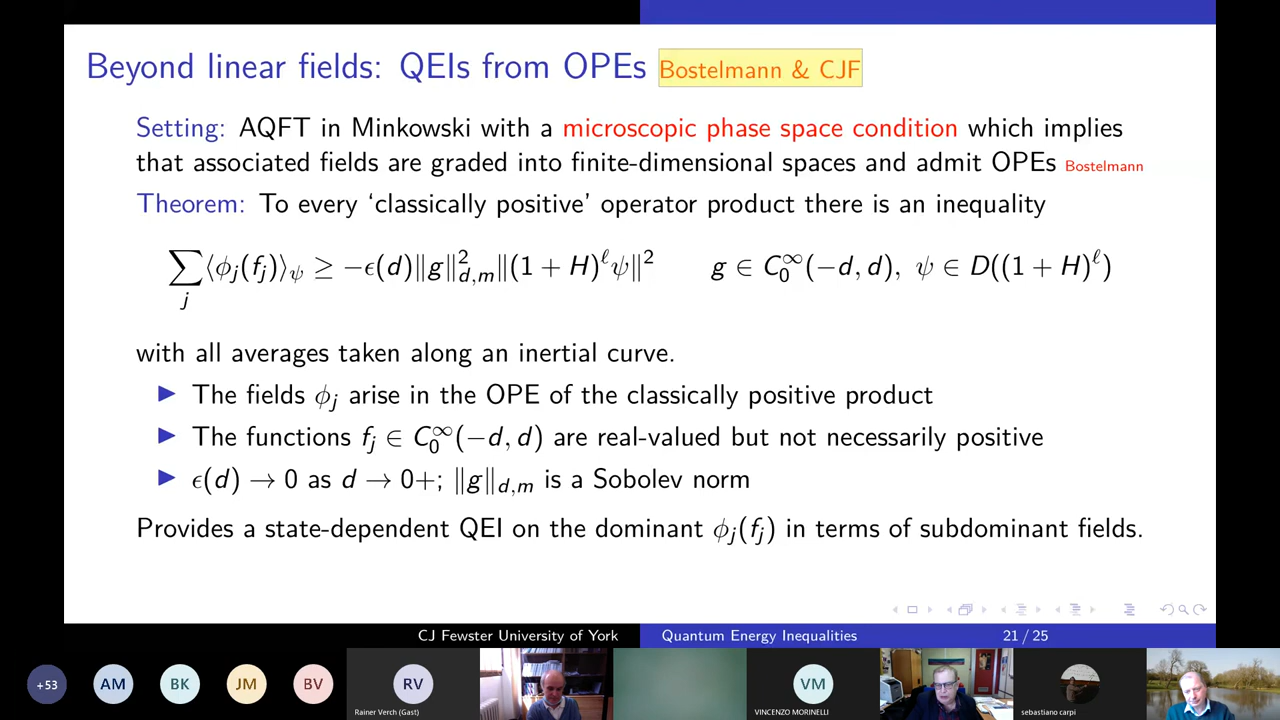 Beyond linear fields: QEIs from OPEs Bostelmann & CJF
Setting: AQFT in Minkowski with a microscopic phase space condition which implies
that associated fields are graded into finite-dimensional spaces and admit OPEs Bostelmann
Theorem: To every ‘classically positive’ operator product there is an inequality
∑_j ⟨ϕ_j(f_j)⟩_ψ ≥ −ϵ(d)‖g‖²_{d,m}‖(1 + H)^ℓ ψ‖² g ∈ C_0^∞(−d, d), ψ ∈ D((1 + H)^ℓ)
with all averages taken along an inertial curve.
▶ The fields ϕ_j arise in the OPE of the classically positive product
▶ The functions f_j ∈ C_0^∞(−d, d) are real-valued but not necessarily positive
▶ ϵ(d) → 0 as d → 0+; ‖g‖_{d,m} is a Sobolev norm
Provides a state-dependent QEI on the dominant ϕ_j(f_j) in terms of subdominant fields.
CJ Fewster University of York Quantum Energy Inequalities 21 / 25
+53 AM BK JM BV RV VM
Rainer Verch (Gast) VINCENZO MORINELLI sebastiano carpi